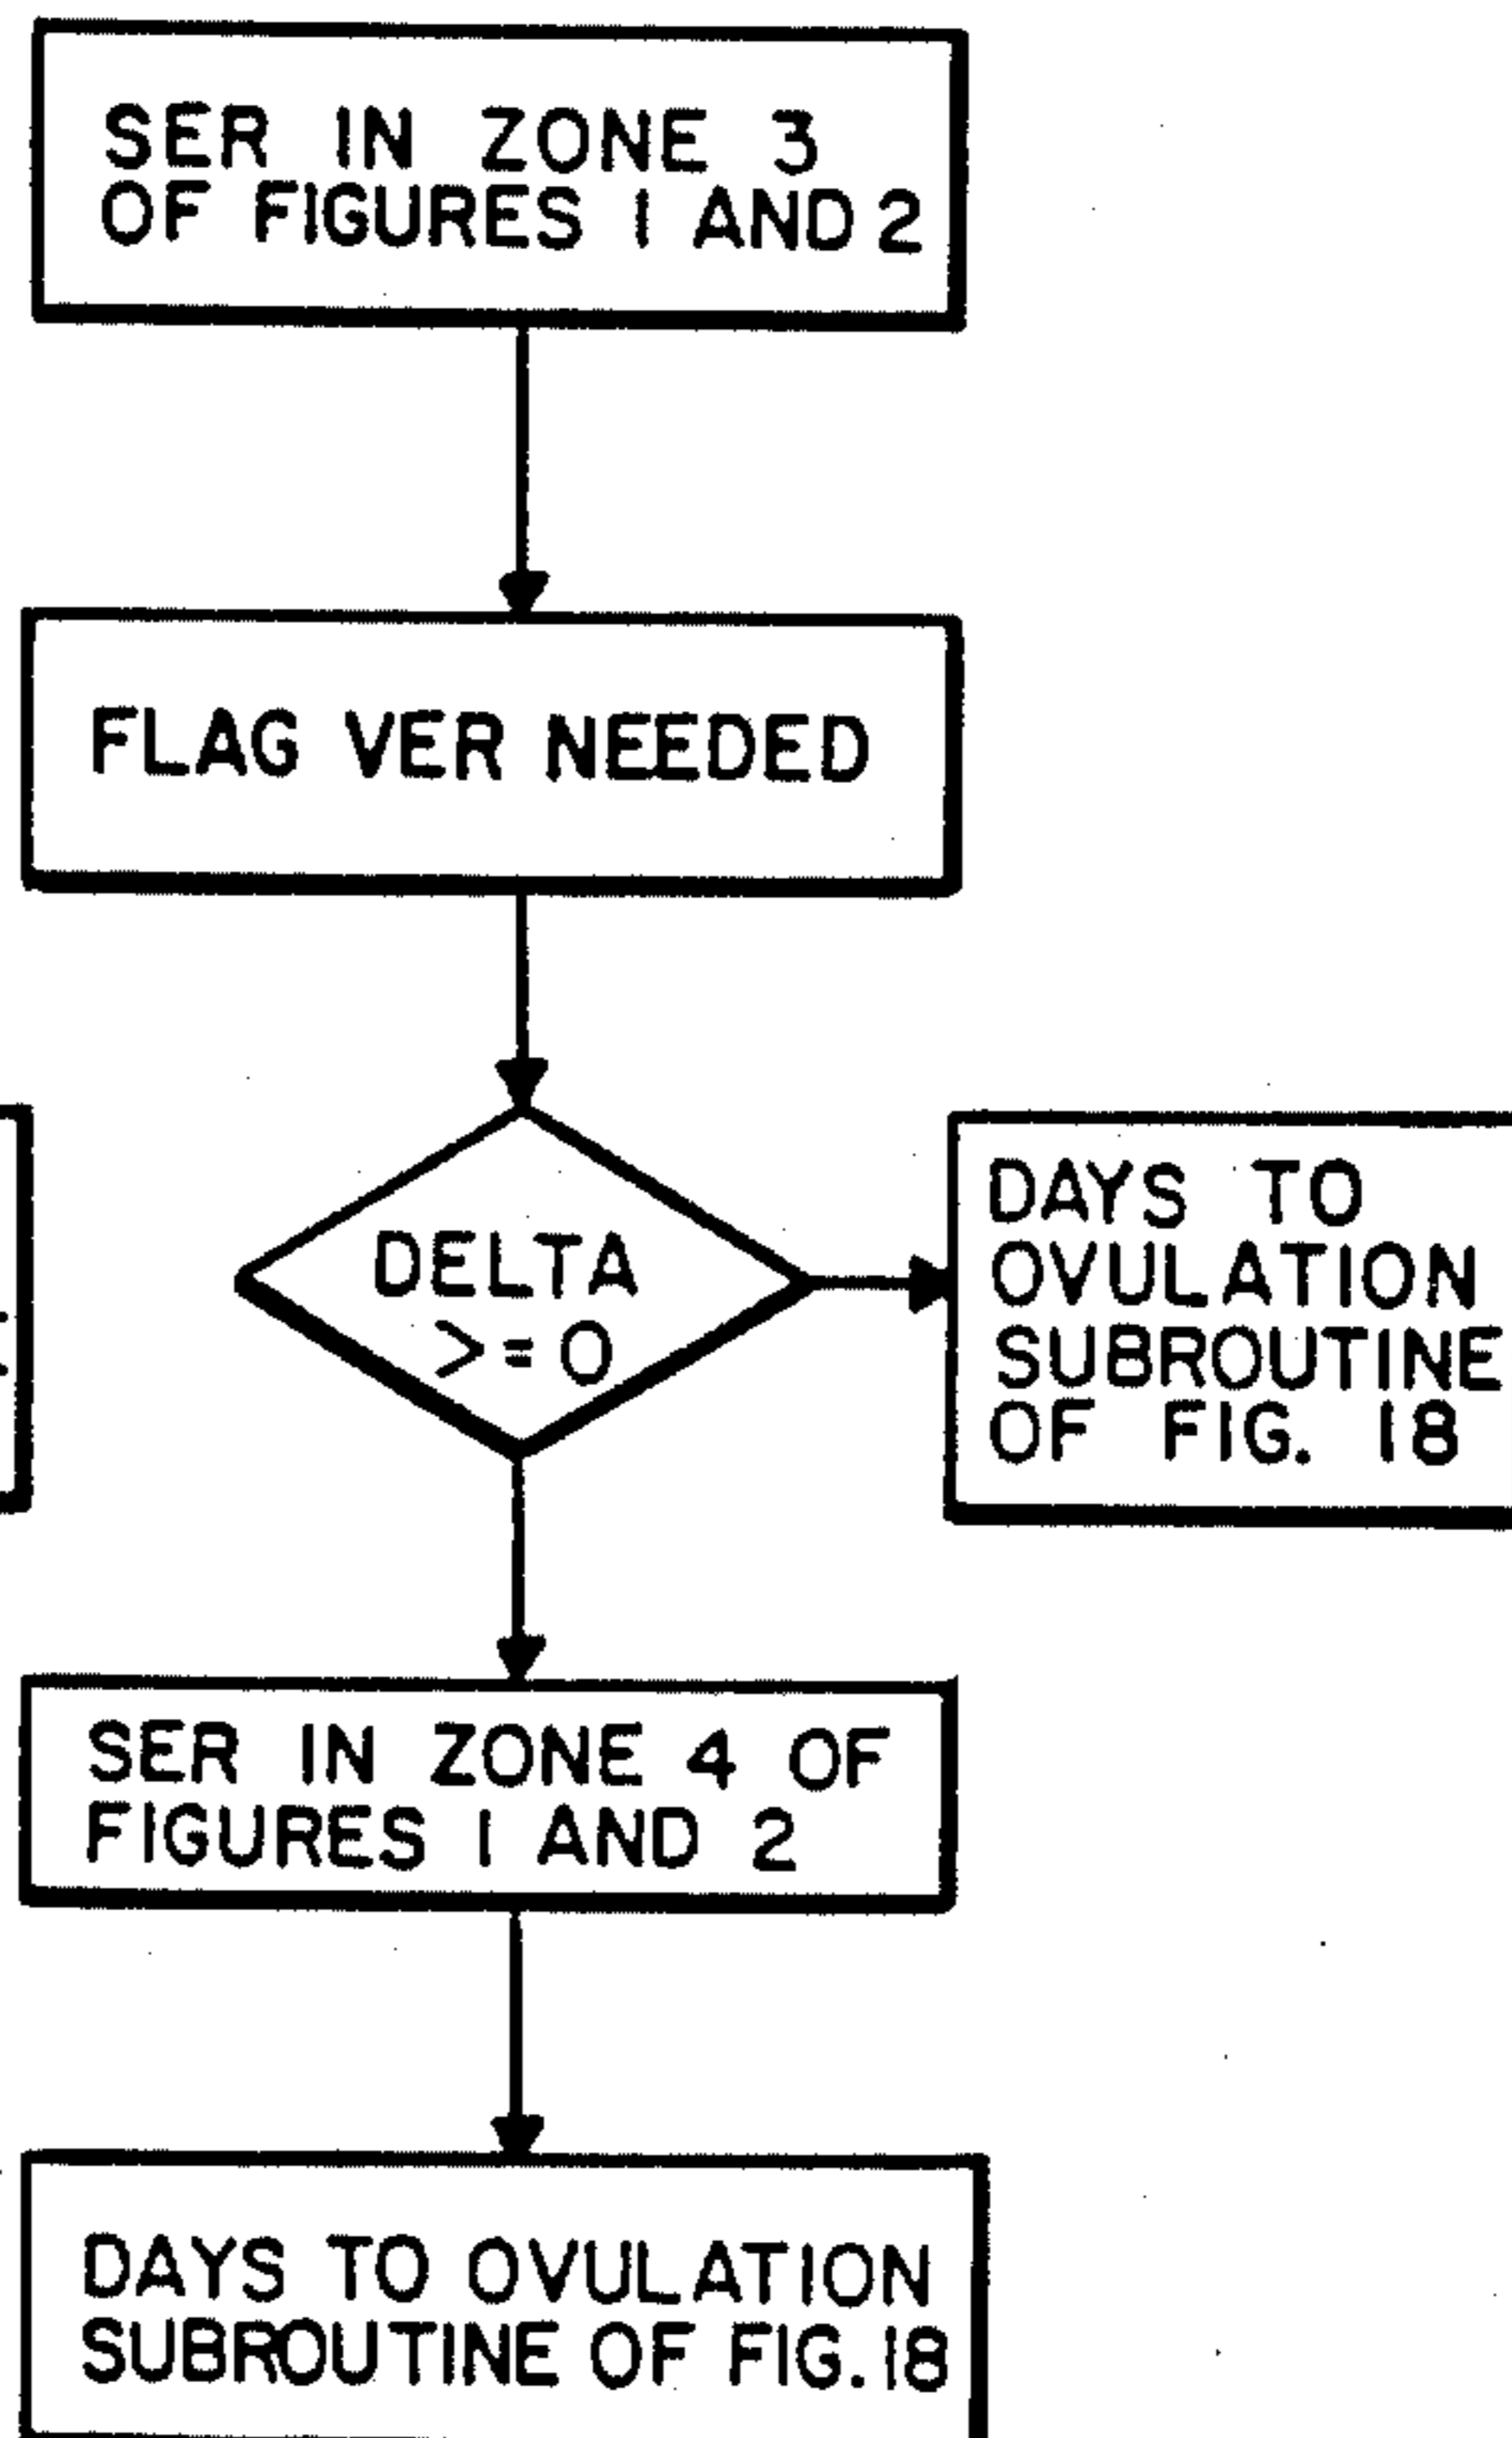 SER IN ZONE 3
OF FIGURES 1 AND 2
FLAG VER NEEDED
DELTA
>= 0
DAYS TO
OVULATION
SUBROUTINE
OF FIG. 18
SER IN ZONE 4 OF
FIGURES 1 AND 2
DAYS TO OVULATION
SUBROUTINE OF FIG. 18